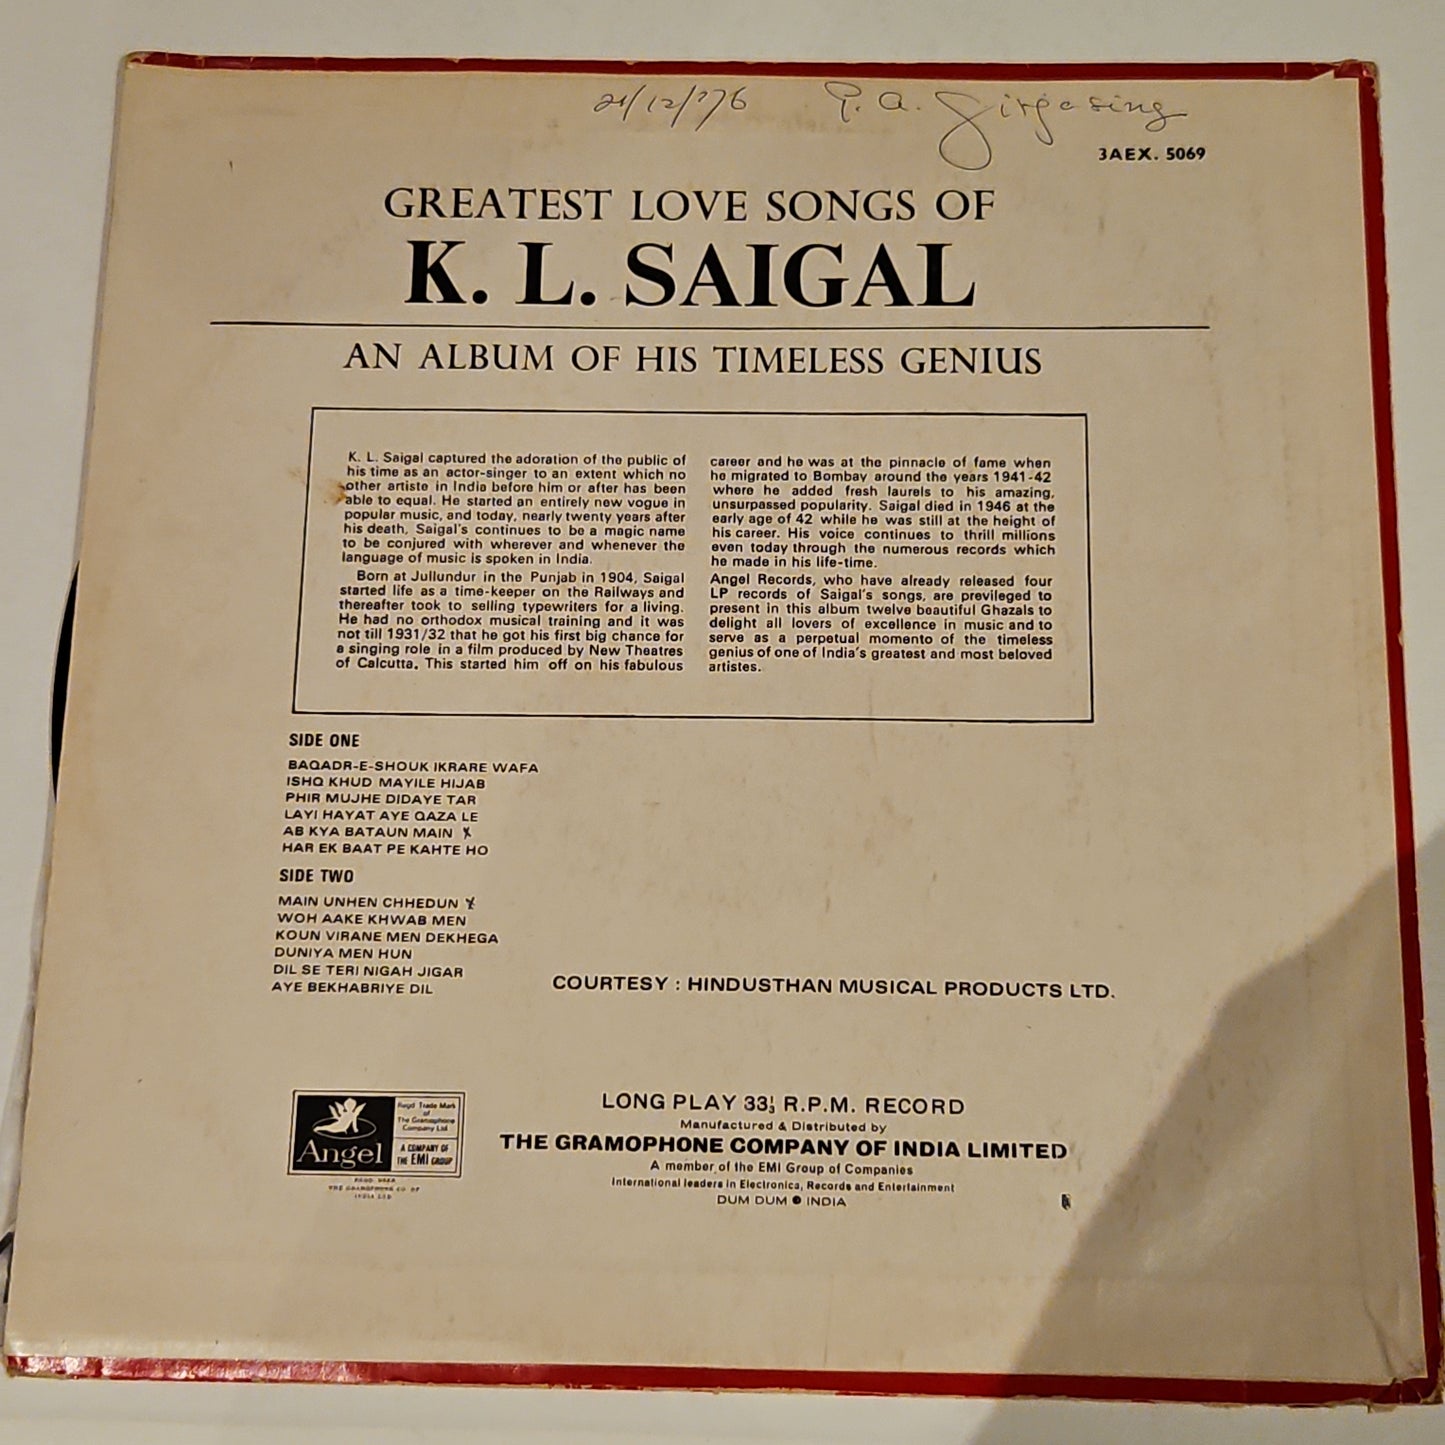 21/12/76
3AEX. 5069
GREATEST LOVE SONGS OF
K. L. SAIGAL
AN ALBUM OF HIS TIMELESS GENIUS
K. L. Saigal captured the adoration of the public of
his time as an actor-singer to an extent which no
other artiste in India before him or after has been
able to equal. He started an entirely new vogue in
popular music, and today, nearly twenty years after
his death, Saigal's continues to be a magic name
to be conjured with wherever and whenever the
language of music is spoken in India.
Born at Jullundur in the Punjab in 1904, Saigal
started life as a time-keeper on the Railways and
thereafter took to selling typewriters for a living.
He had no orthodox musical training and it was
not till 1931/32 that he got his first big chance for
a singing role in a film produced by New Theatres
of Calcutta. This started him off on his fabulous
career and he was at the pinnacle of fame when
he migrated to Bombay around the years 1941-42
where he added fresh laurels to his amazing,
unsurpassed popularity. Saigal died in 1946 at the
early age of 42 while he was still at the height of
his career. His voice continues to thrill millions
even today through the numerous records which
he made in his life-time.
Angel Records, who have already released four
LP records of Saigal's songs, are previleged to
present in this album twelve beautiful Ghazals to
delight all lovers of excellence in music and to
serve as a perpetual momento of the timeless
genius of one of India's greatest and most beloved
artistes.
SIDE ONE
BAQADR-E-SHOUK IKRARE WAFA
ISHQ KHUD MAYILE HIJAB
PHIR MUJHE DIDAYE TAR
LAYI HAYAT AYE QAZA LE
AB KYA BATAUN MAIN
HAR EK BAAT PE KAHTE HO
SIDE TWO
MAIN UNHEN CHHEDUN
WOH AAKE KHWAB MEN
KOUN VIRANE MEN DEKHEGA
DUNIYA MEN HUN
DIL SE TERI NIGAH JIGAR
AYE BEKHABRIYE DIL
COURTESY : HINDUSTHAN MUSICAL PRODUCTS LTD.
Angel
Regd Trade Mark
of
The Gramophone
Company Ltd
A COMPANY OF
THE EMI GROUP
THE GRAMOPHONE CO OF
INDIA LTD
LONG PLAY 33⅓ R.P.M. RECORD
Manufactured & Distributed by
THE GRAMOPHONE COMPANY OF INDIA LIMITED
A member of the EMI Group of Companies
International leaders in Electronics, Records and Entertainment
DUM DUM ● INDIA